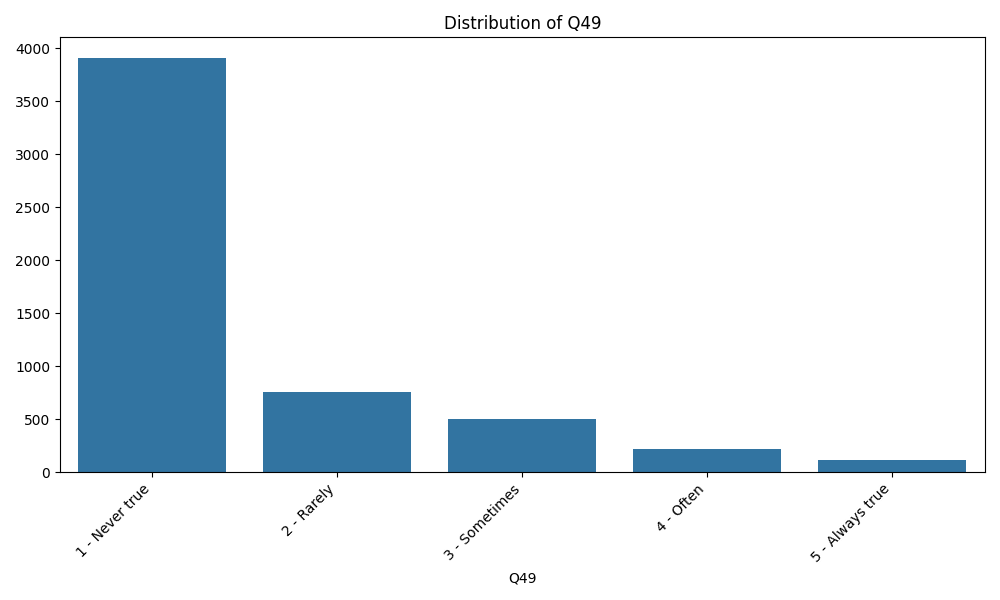 Distribution of Q49
4000
3500
3000
2500
2000
1500
1000
500
0
1 - Never true
2 - Rarely
3 - Sometimes
4 - Often
5 - Always true
Q49